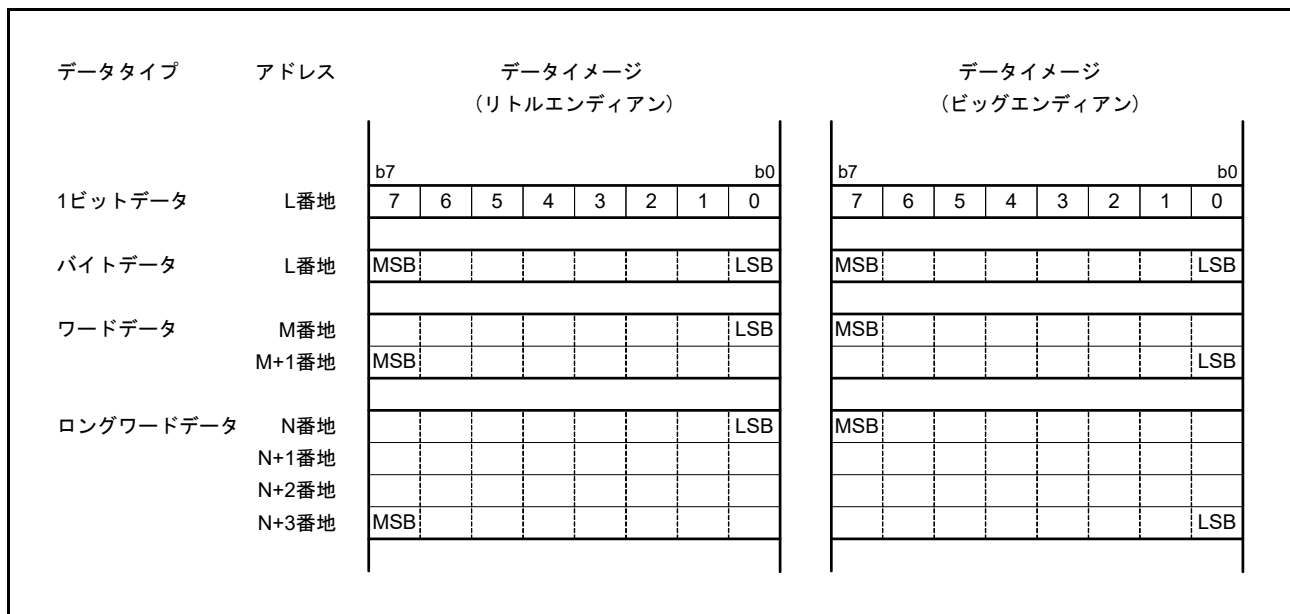 データタイプ アドレス データイメージ データイメージ
(リトルエンディアン) (ビッグエンディアン)
b7 b0 b7 b0
1ビットデータ L番地 7 6 5 4 3 2 1 0 7 6 5 4 3 2 1 0
バイトデータ L番地 MSB LSB MSB LSB
ワードデータ M番地 LSB MSB
M+1番地 MSB LSB
ロングワードデータ N番地 LSB MSB
N+1番地
N+2番地
N+3番地 MSB LSB